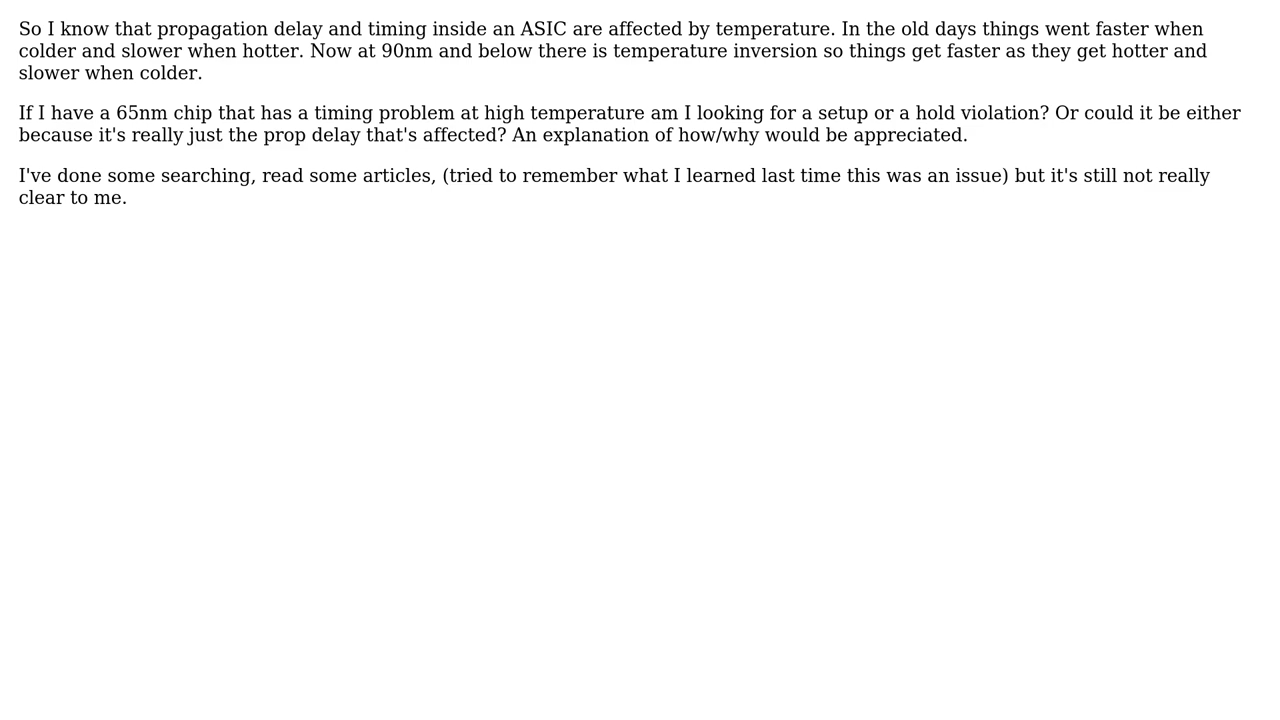 So I know that propagation delay and timing inside an ASIC are affected by temperature. In the old days things went faster when
colder and slower when hotter. Now at 90nm and below there is temperature inversion so things get faster as they get hotter and
slower when colder.
If I have a 65nm chip that has a timing problem at high temperature am I looking for a setup or a hold violation? Or could it be either
because it's really just the prop delay that's affected? An explanation of how/why would be appreciated.
I've done some searching, read some articles, (tried to remember what I learned last time this was an issue) but it's still not really
clear to me.